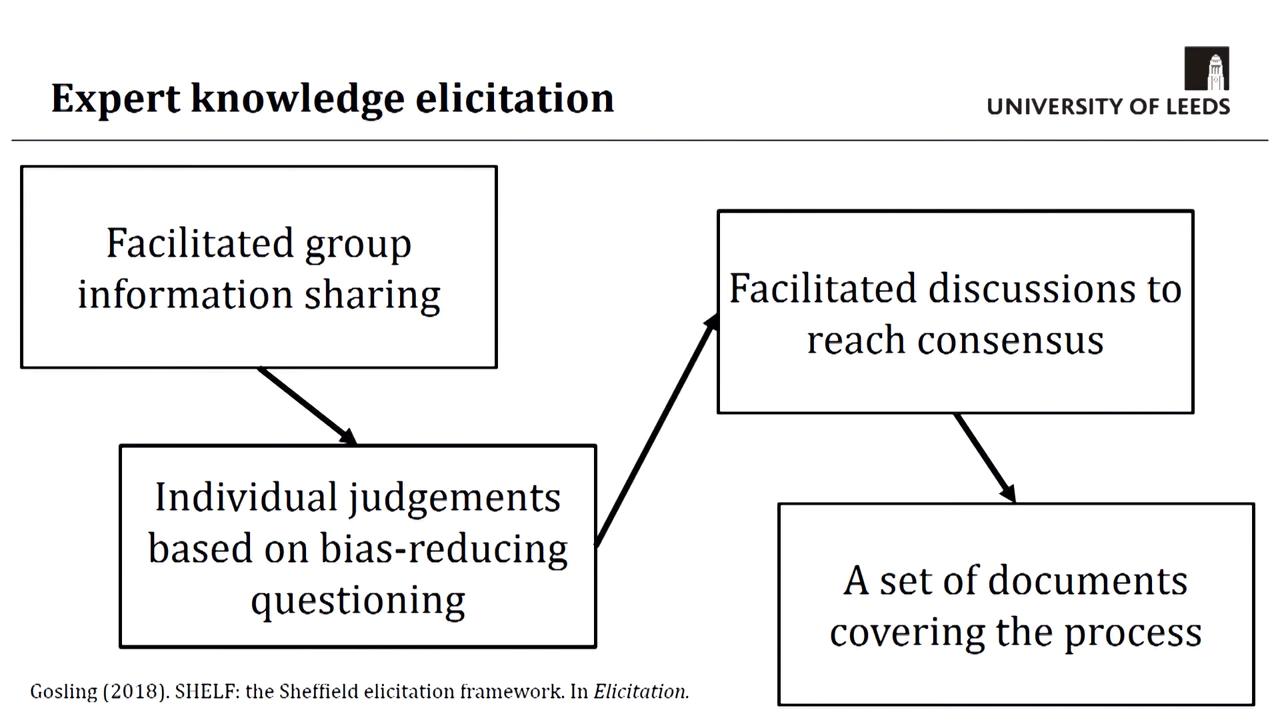 Expert knowledge elicitation
UNIVERSITY OF LEEDS
Facilitated group
information sharing
Individual judgements
based on bias-reducing
questioning
Facilitated discussions to
reach consensus
A set of documents
covering the process
Gosling (2018). SHELF: the Sheffield elicitation framework. In Elicitation.